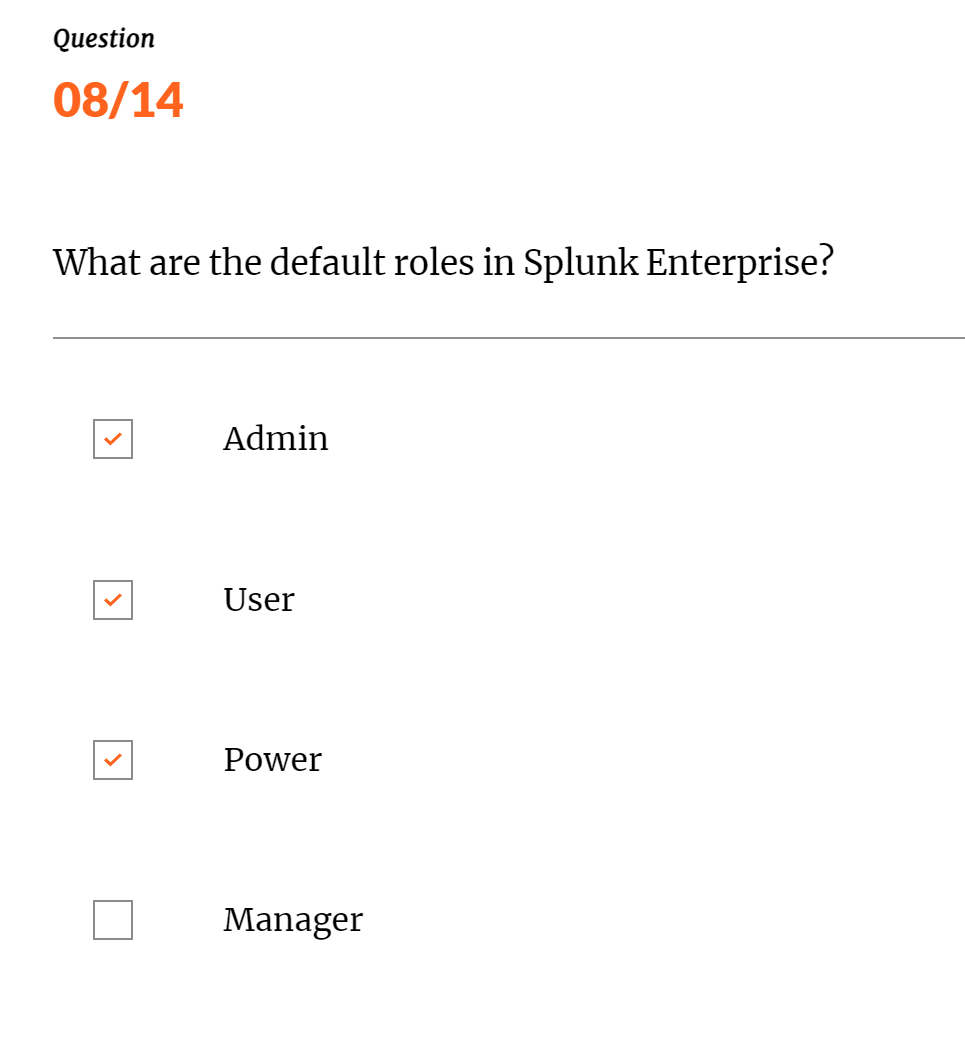 Question
08/14
What are the default roles in Splunk Enterprise?
Admin
User
Power
Manager